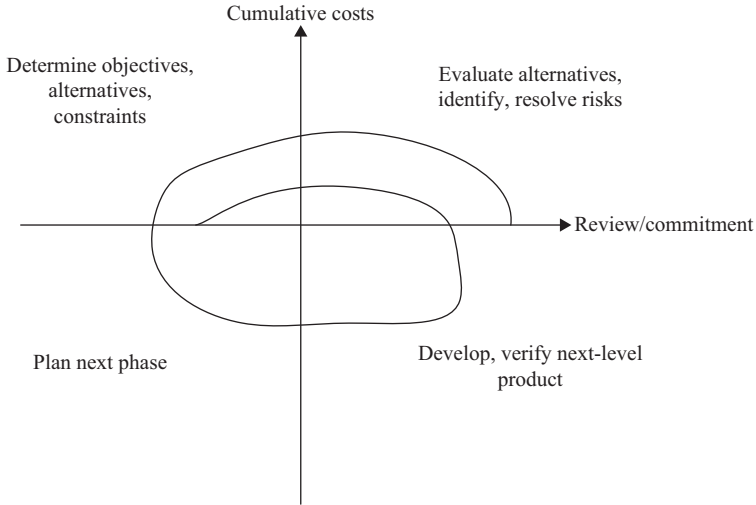 Cumulative costs
Determine objectives,
alternatives,
constraints
Evaluate alternatives,
identify, resolve risks
Review/commitment
Plan next phase
Develop, verify next-level
product